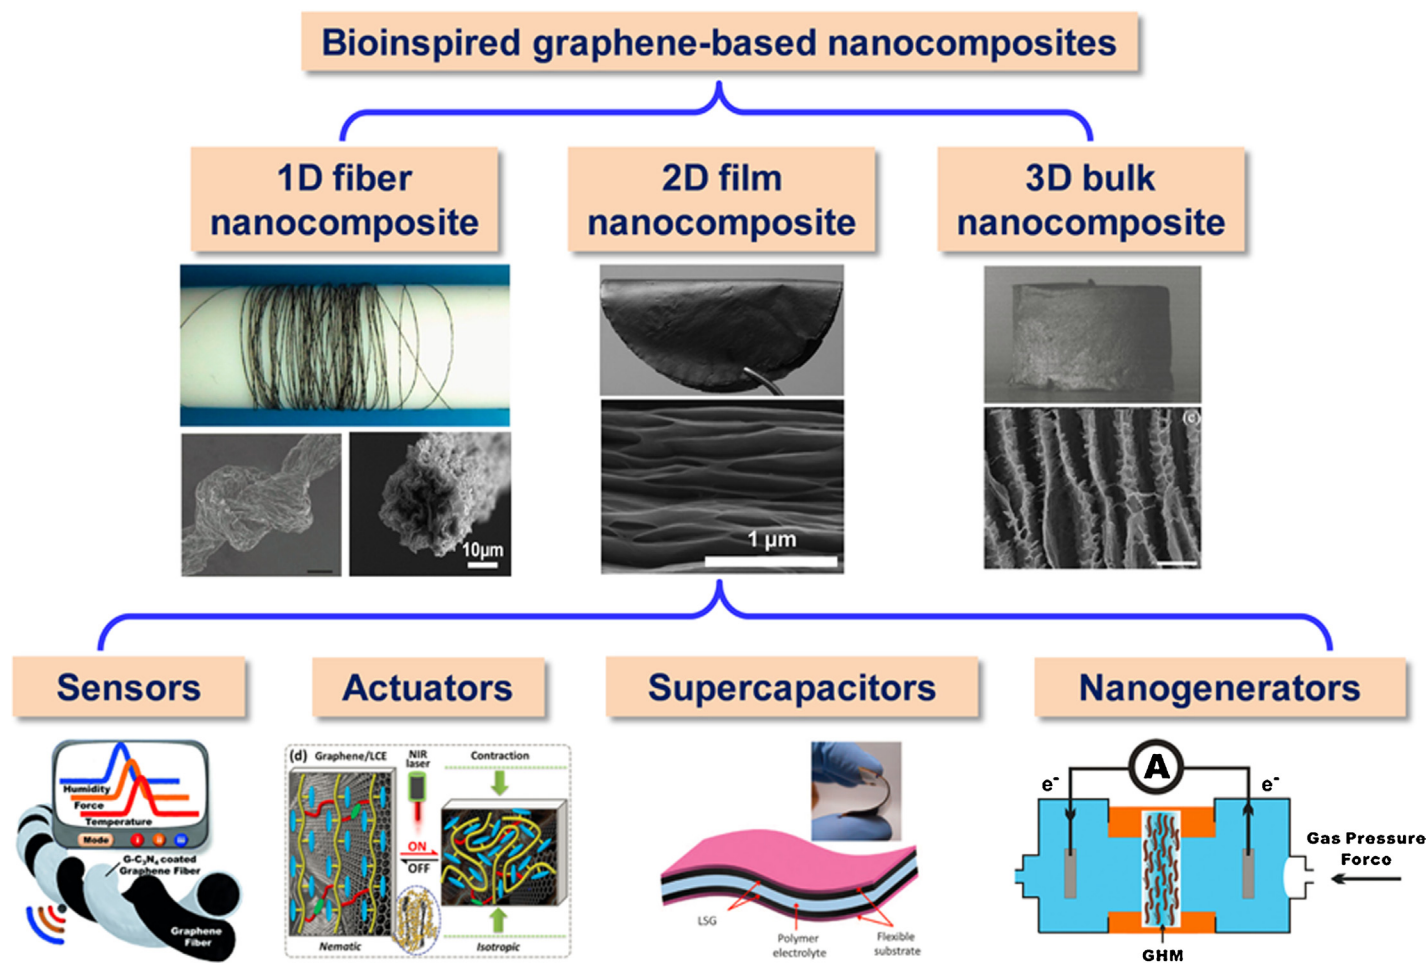 Bioinspired graphene-based nanocomposites
1D fiber
nanocomposite
2D film
nanocomposite
3D bulk
nanocomposite
10μm
1 μm
(c)
Sensors
Actuators
Supercapacitors
Nanogenerators
Humidity
Force
Temperature
Mode
I
II
III
G-C₃N₄ coated
Graphene Fiber
Graphene
Fiber
(d) Graphene/LCE
NIR
laser
Contraction
ON
OFF
Nematic
Isotropic
LSG
Polymer
electrolyte
Flexible
substrate
A
e⁻
e⁻
Gas Pressure
Force
GHM